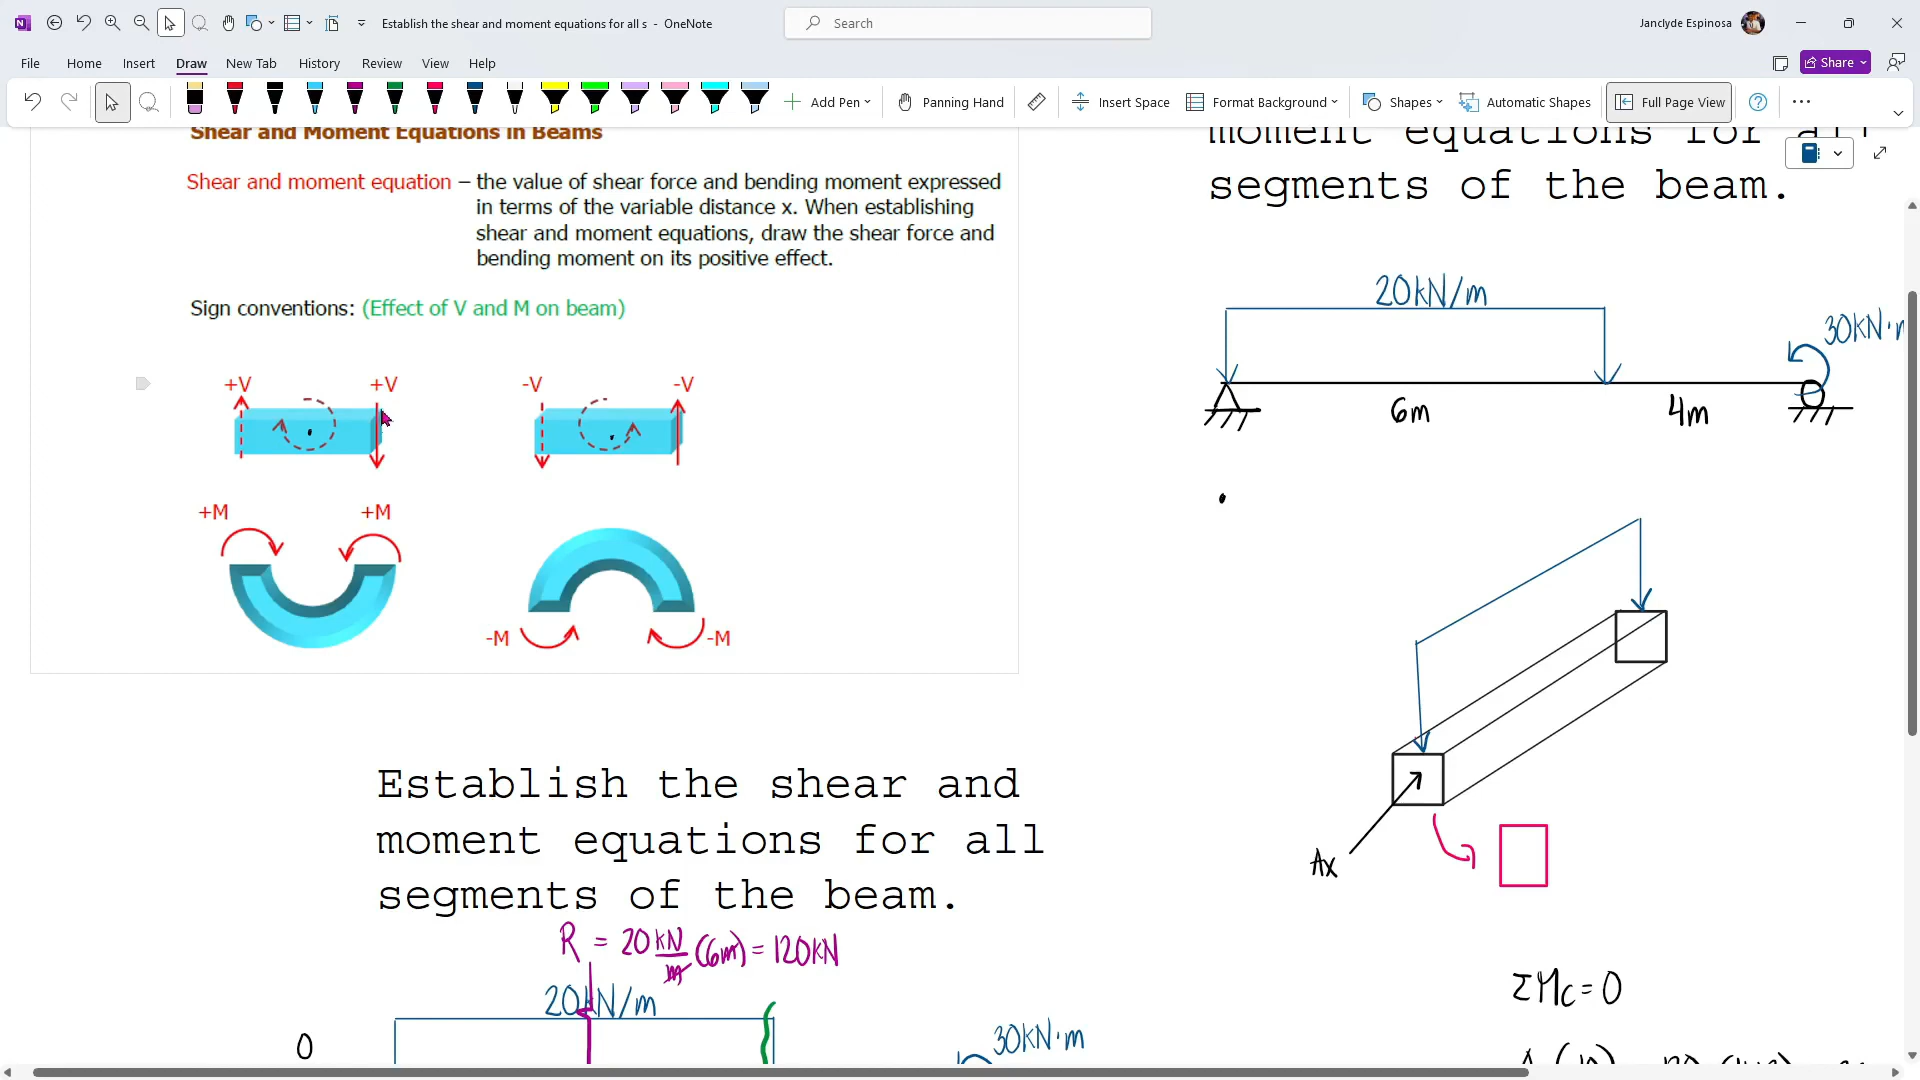 Establish the shear and moment equations for all s - OneNote
Search
Janclyde Espinosa
File Home Insert Draw New Tab History Review View Help
Share
Add Pen
Panning Hand
Insert Space
Format Background
Shapes
Automatic Shapes
Full Page View
Shear and Moment Equations in Beams
Shear and moment equation – the value of shear force and bending moment expressed
in terms of the variable distance x. When establishing
shear and moment equations, draw the shear force and
bending moment on its positive effect.
Sign conventions: (Effect of V and M on beam)
+V +V -V -V
+M +M
-M -M
moment equations for all
segments of the beam.
20kN/m
30kN·m
6m 4m
Ax
Establish the shear and
moment equations for all
segments of the beam.
R = 20 kN/m (6m) = 120kN
20kN/m
30kN·m
0
ΣMc = 0